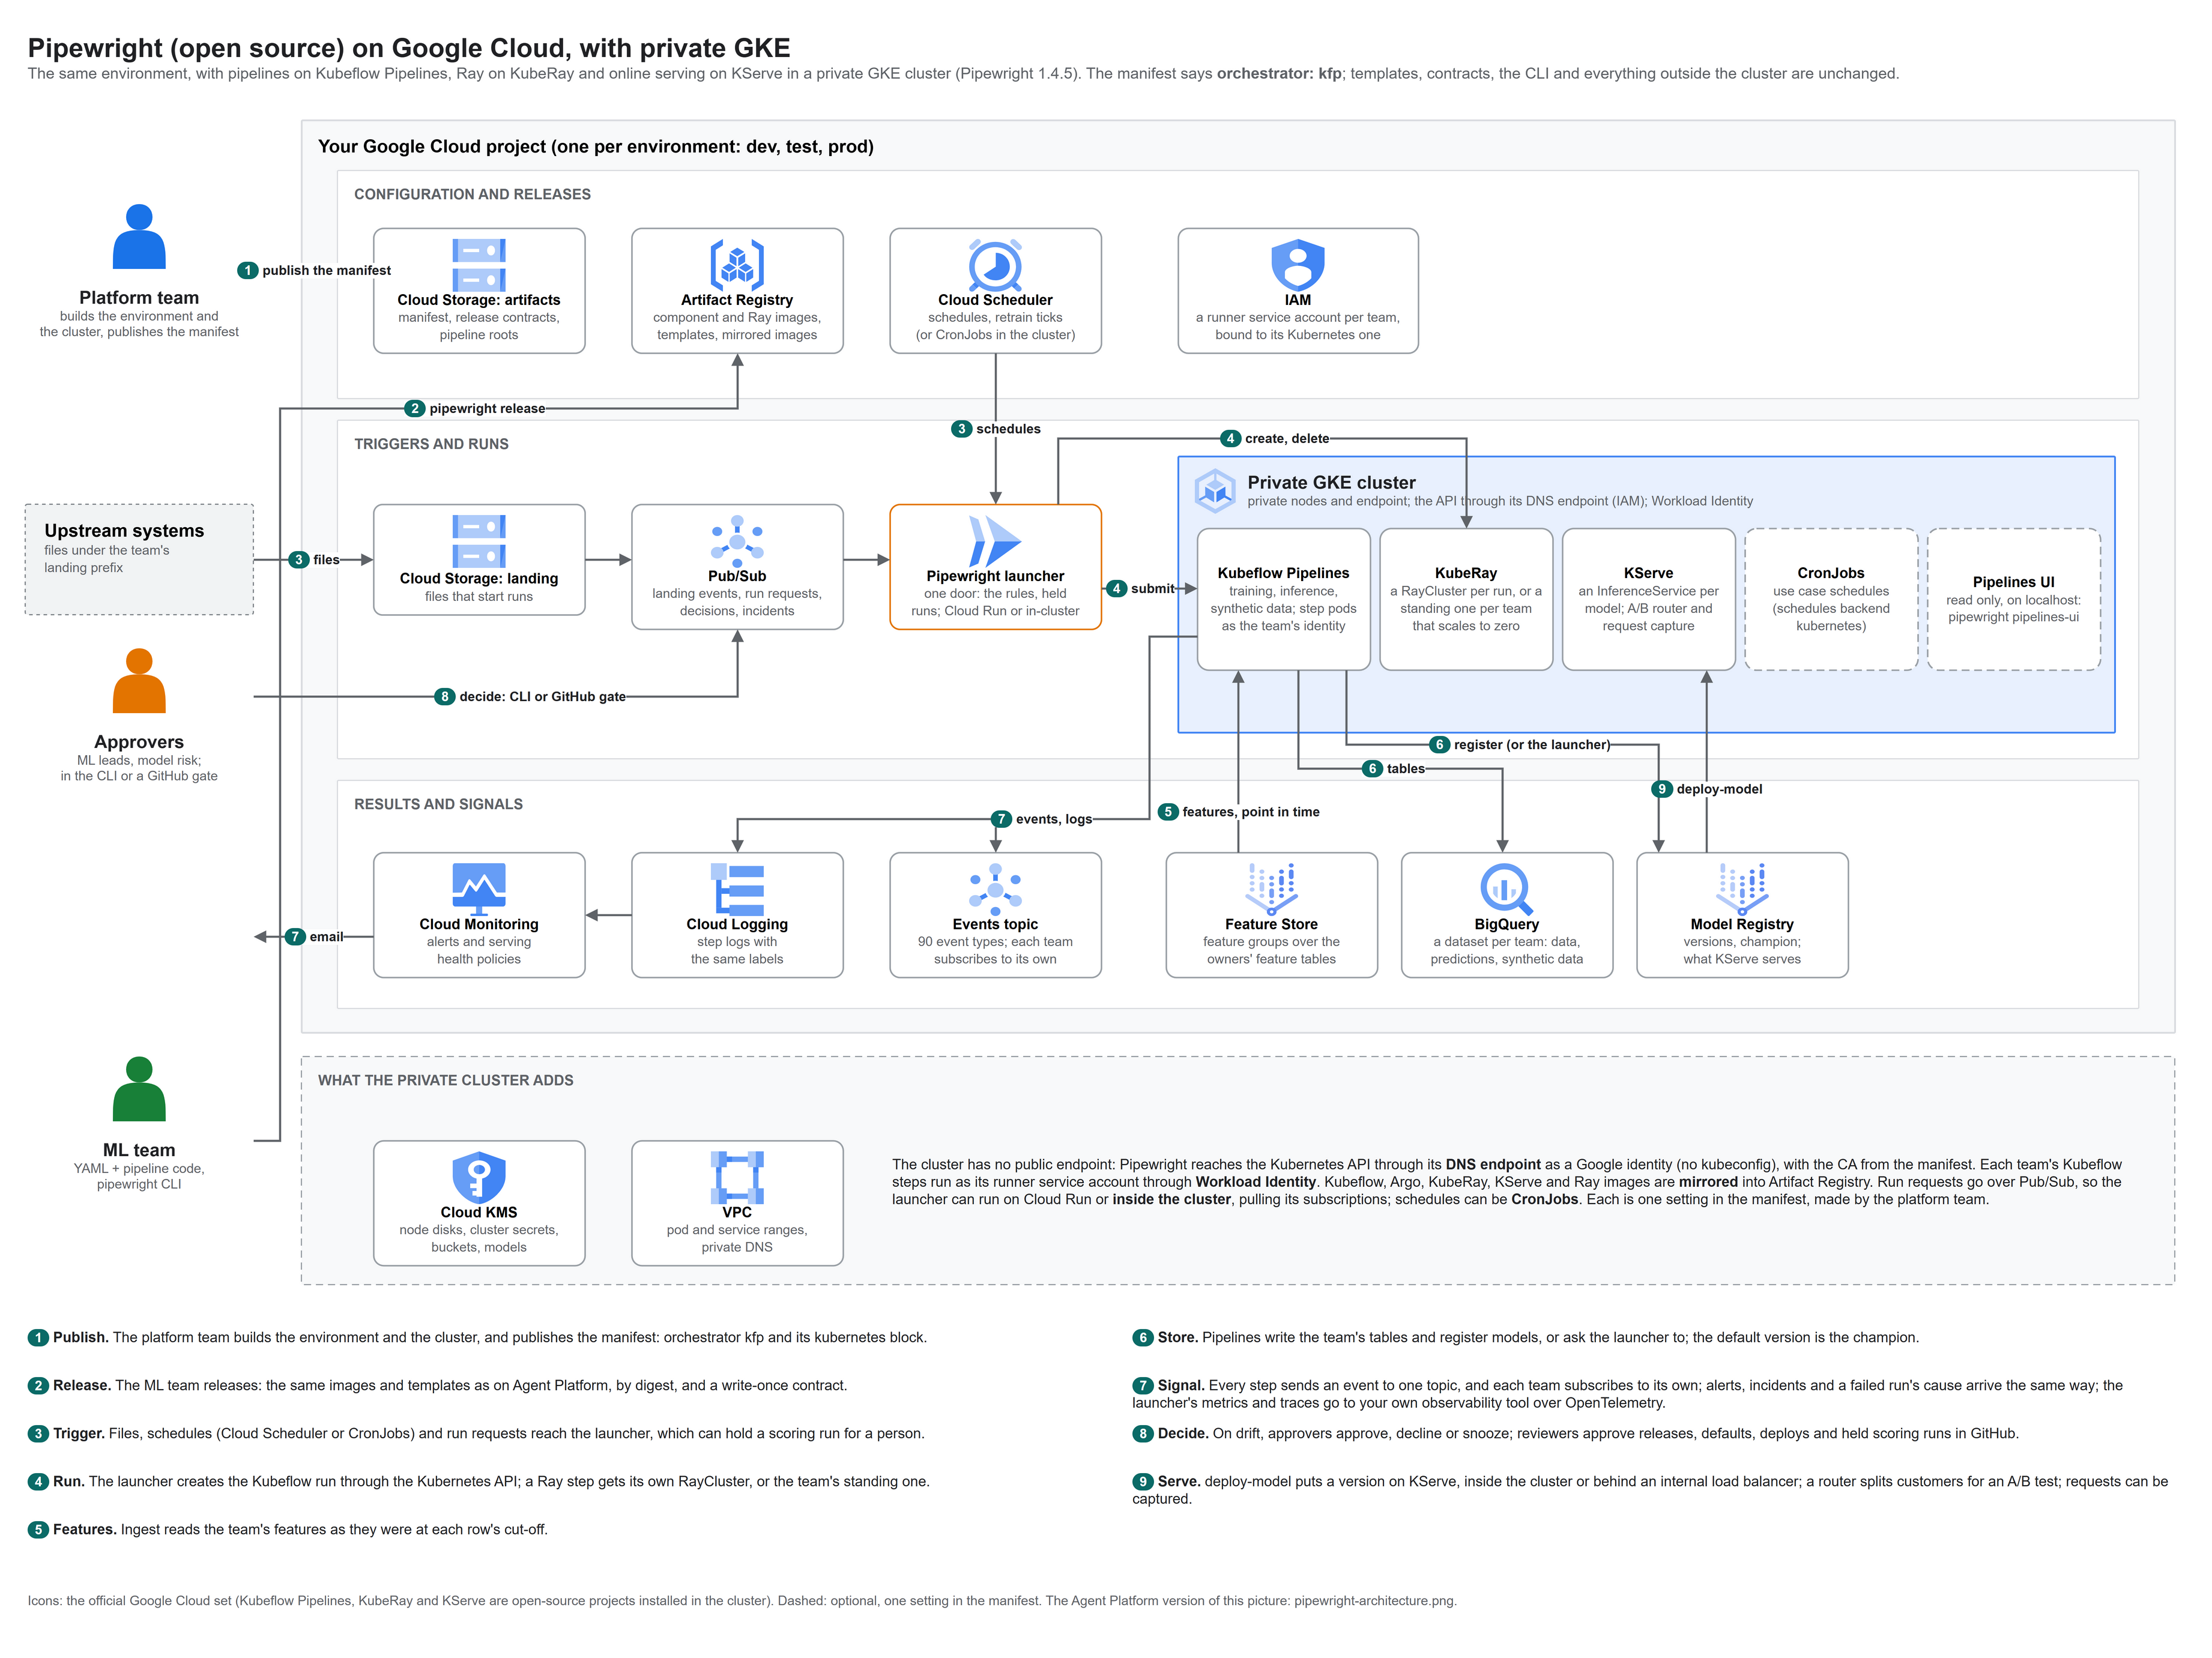 Pipewright (open source) on Google Cloud, with private GKE
The same environment, with pipelines on Kubeflow Pipelines, Ray on KubeRay and online serving on KServe in a private GKE cluster (Pipewright 1.4.5). The manifest says orchestrator: kfp; templates, contracts, the CLI and everything outside the cluster are unchanged.
Your Google Cloud project (one per environment: dev, test, prod)
CONFIGURATION AND RELEASES
Platform team
builds the environment and
the cluster, publishes the manifest
1 publish the manifest
Cloud Storage: artifacts
manifest, release contracts,
pipeline roots
Artifact Registry
component and Ray images,
templates, mirrored images
Cloud Scheduler
schedules, retrain ticks
(or CronJobs in the cluster)
IAM
a runner service account per team,
bound to its Kubernetes one
2 pipewright release
3 schedules
TRIGGERS AND RUNS
4 create, delete
Upstream systems
files under the team's
landing prefix
3 files
Cloud Storage: landing
files that start runs
Pub/Sub
landing events, run requests,
decisions, incidents
Pipewright launcher
one door: the rules, held
runs; Cloud Run or in-cluster
4 submit
Private GKE cluster
private nodes and endpoint; the API through its DNS endpoint (IAM); Workload Identity
Kubeflow Pipelines
training, inference,
synthetic data; step pods
as the team's identity
KubeRay
a RayCluster per run, or a
standing one per team
that scales to zero
KServe
an InferenceService per
model; A/B router and
request capture
CronJobs
use case schedules
(schedules backend
kubernetes)
Pipelines UI
read only, on localhost:
pipewright pipelines-ui
Approvers
ML leads, model risk;
in the CLI or a GitHub gate
8 decide: CLI or GitHub gate
6 register (or the launcher)
6 tables
9 deploy-model
RESULTS AND SIGNALS
7 events, logs
5 features, point in time
7 email
Cloud Monitoring
alerts and serving
health policies
Cloud Logging
step logs with
the same labels
Events topic
90 event types; each team
subscribes to its own
Feature Store
feature groups over the
owners' feature tables
BigQuery
a dataset per team: data,
predictions, synthetic data
Model Registry
versions, champion;
what KServe serves
WHAT THE PRIVATE CLUSTER ADDS
ML team
YAML + pipeline code,
pipewright CLI
Cloud KMS
node disks, cluster secrets,
buckets, models
VPC
pod and service ranges,
private DNS
The cluster has no public endpoint: Pipewright reaches the Kubernetes API through its DNS endpoint as a Google identity (no kubeconfig), with the CA from the manifest. Each team's Kubeflow
steps run as its runner service account through Workload Identity. Kubeflow, Argo, KubeRay, KServe and Ray images are mirrored into Artifact Registry. Run requests go over Pub/Sub, so the
launcher can run on Cloud Run or inside the cluster, pulling its subscriptions; schedules can be CronJobs. Each is one setting in the manifest, made by the platform team.
1 Publish. The platform team builds the environment and the cluster, and publishes the manifest: orchestrator kfp and its kubernetes block.
2 Release. The ML team releases: the same images and templates as on Agent Platform, by digest, and a write-once contract.
3 Trigger. Files, schedules (Cloud Scheduler or CronJobs) and run requests reach the launcher, which can hold a scoring run for a person.
4 Run. The launcher creates the Kubeflow run through the Kubernetes API; a Ray step gets its own RayCluster, or the team's standing one.
5 Features. Ingest reads the team's features as they were at each row's cut-off.
6 Store. Pipelines write the team's tables and register models, or ask the launcher to; the default version is the champion.
7 Signal. Every step sends an event to one topic, and each team subscribes to its own; alerts, incidents and a failed run's cause arrive the same way; the
launcher's metrics and traces go to your own observability tool over OpenTelemetry.
8 Decide. On drift, approvers approve, decline or snooze; reviewers approve releases, defaults, deploys and held scoring runs in GitHub.
9 Serve. deploy-model puts a version on KServe, inside the cluster or behind an internal load balancer; a router splits customers for an A/B test; requests can be
captured.
Icons: the official Google Cloud set (Kubeflow Pipelines, KubeRay and KServe are open-source projects installed in the cluster). Dashed: optional, one setting in the manifest. The Agent Platform version of this picture: pipewright-architecture.png.